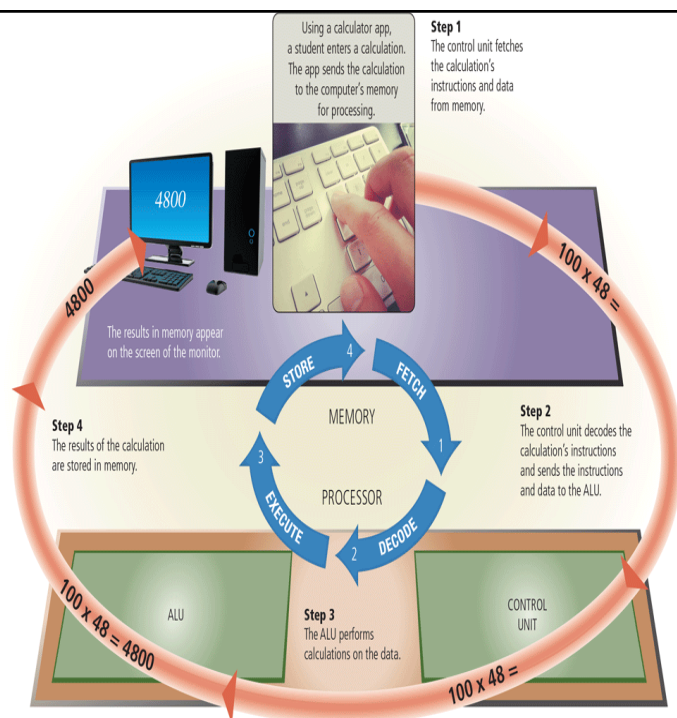 Using a calculator app,
a student enters a calculation.
The app sends the calculation
to the computer's memory
for processing.
Step 1
The control unit fetches
the calculation's
instructions and data
from memory.
4800
100 x 48 =
4800
The results in memory appear
on the screen of the monitor.
STORE
4
FETCH
1
MEMORY
Step 4
The results of the calculation
are stored in memory.
Step 2
The control unit decodes the
calculation's instructions
and sends the instructions
and data to the ALU.
3
EXECUTE
PROCESSOR
2
DECODE
ALU
100 x 48 = 4800
Step 3
The ALU performs
calculations on the data.
CONTROL
UNIT
100 x 48 =